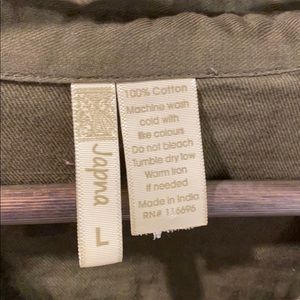 Japna
L
100% Cotton
Machine wash
cold with
like colours
Do not bleach
Tumble dry low
Warm Iron
if needed
Made in India
RN# 116696